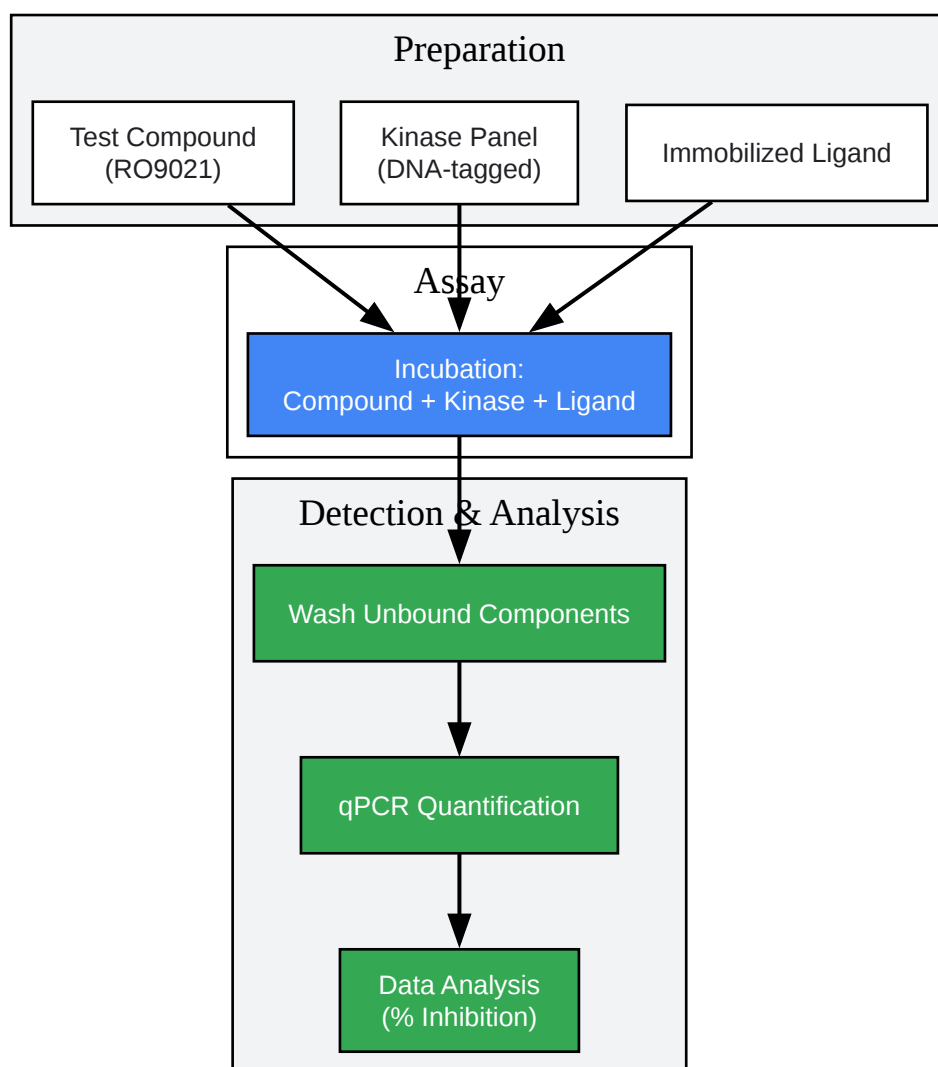 Preparation
Test Compound
(RO9021)
Kinase Panel
(DNA-tagged)
Immobilized Ligand
Assay
Incubation:
Compound + Kinase + Ligand
Detection & Analysis
Wash Unbound Components
qPCR Quantification
Data Analysis
(% Inhibition)